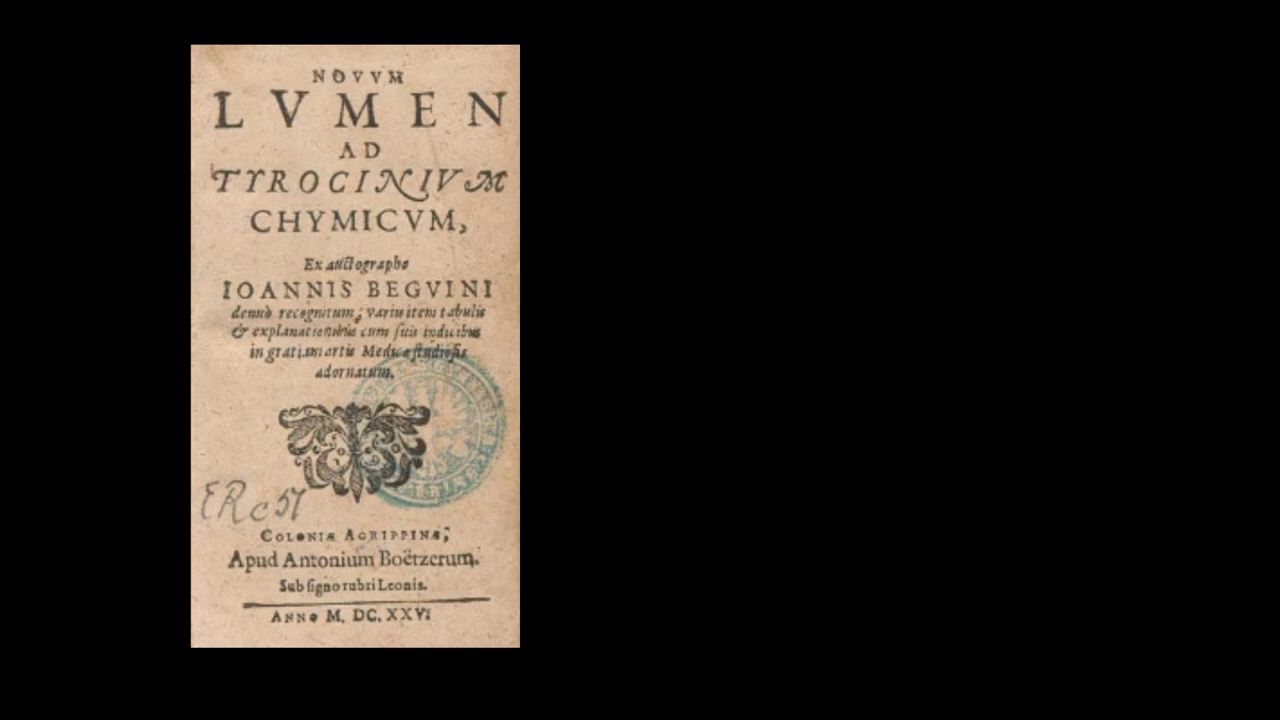 NOVVM
LVMEN
AD
TYROCINIVM
CHYMICVM,
Ex auctographo
IOANNIS BEGVINI
denuò recognitum, variis item tabulis
& explanationibus cum suis indicibus
in gratiam artis Medicæ studiosis
adornatum.
ERc 57
COLONIÆ AGRIPPINÆ,
Apud Antonium Boëtzerum.
Sub signo rubri Leonis.
ANNO M. DC. XXVI